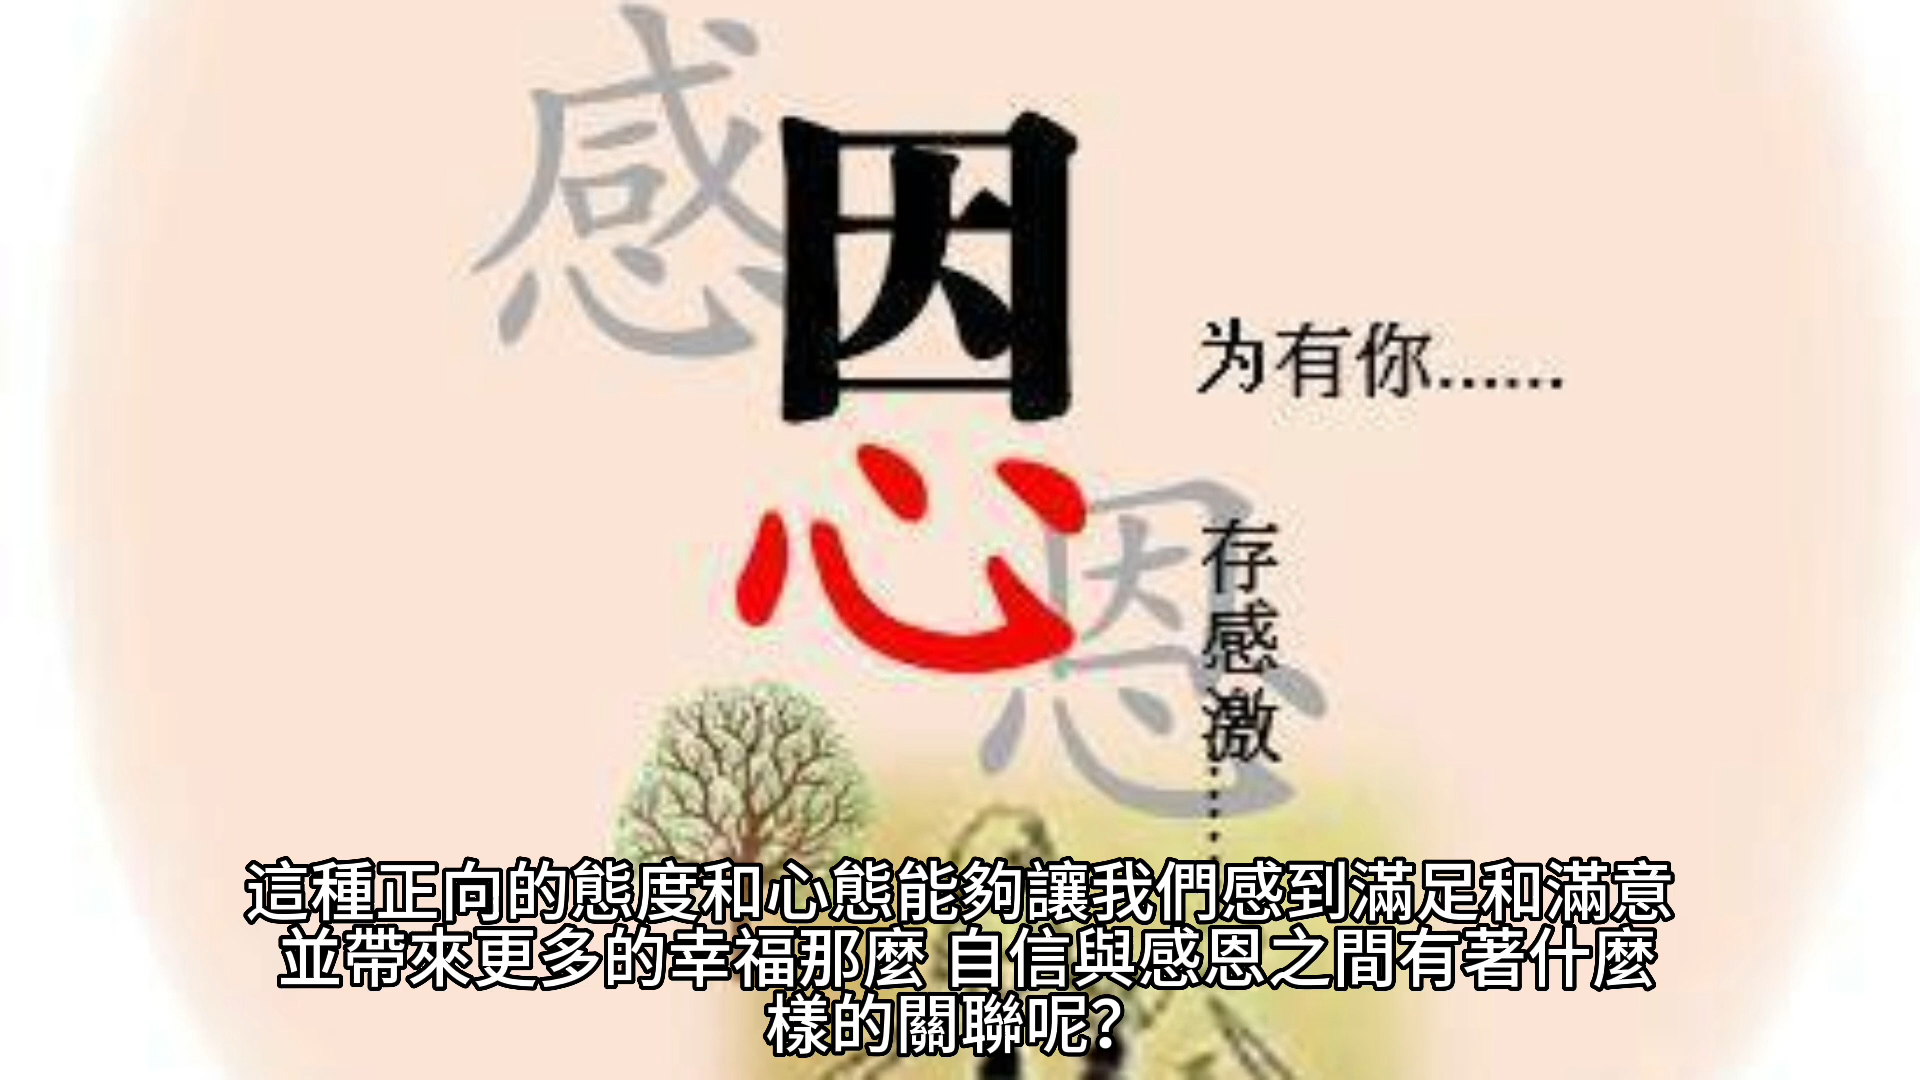 感
因
心
为有你......
恩
存感激......
這種正向的態度和心態能夠讓我們感到滿足和滿意
並帶來更多的幸福那麼 自信與感恩之間有著什麼
樣的關聯呢?